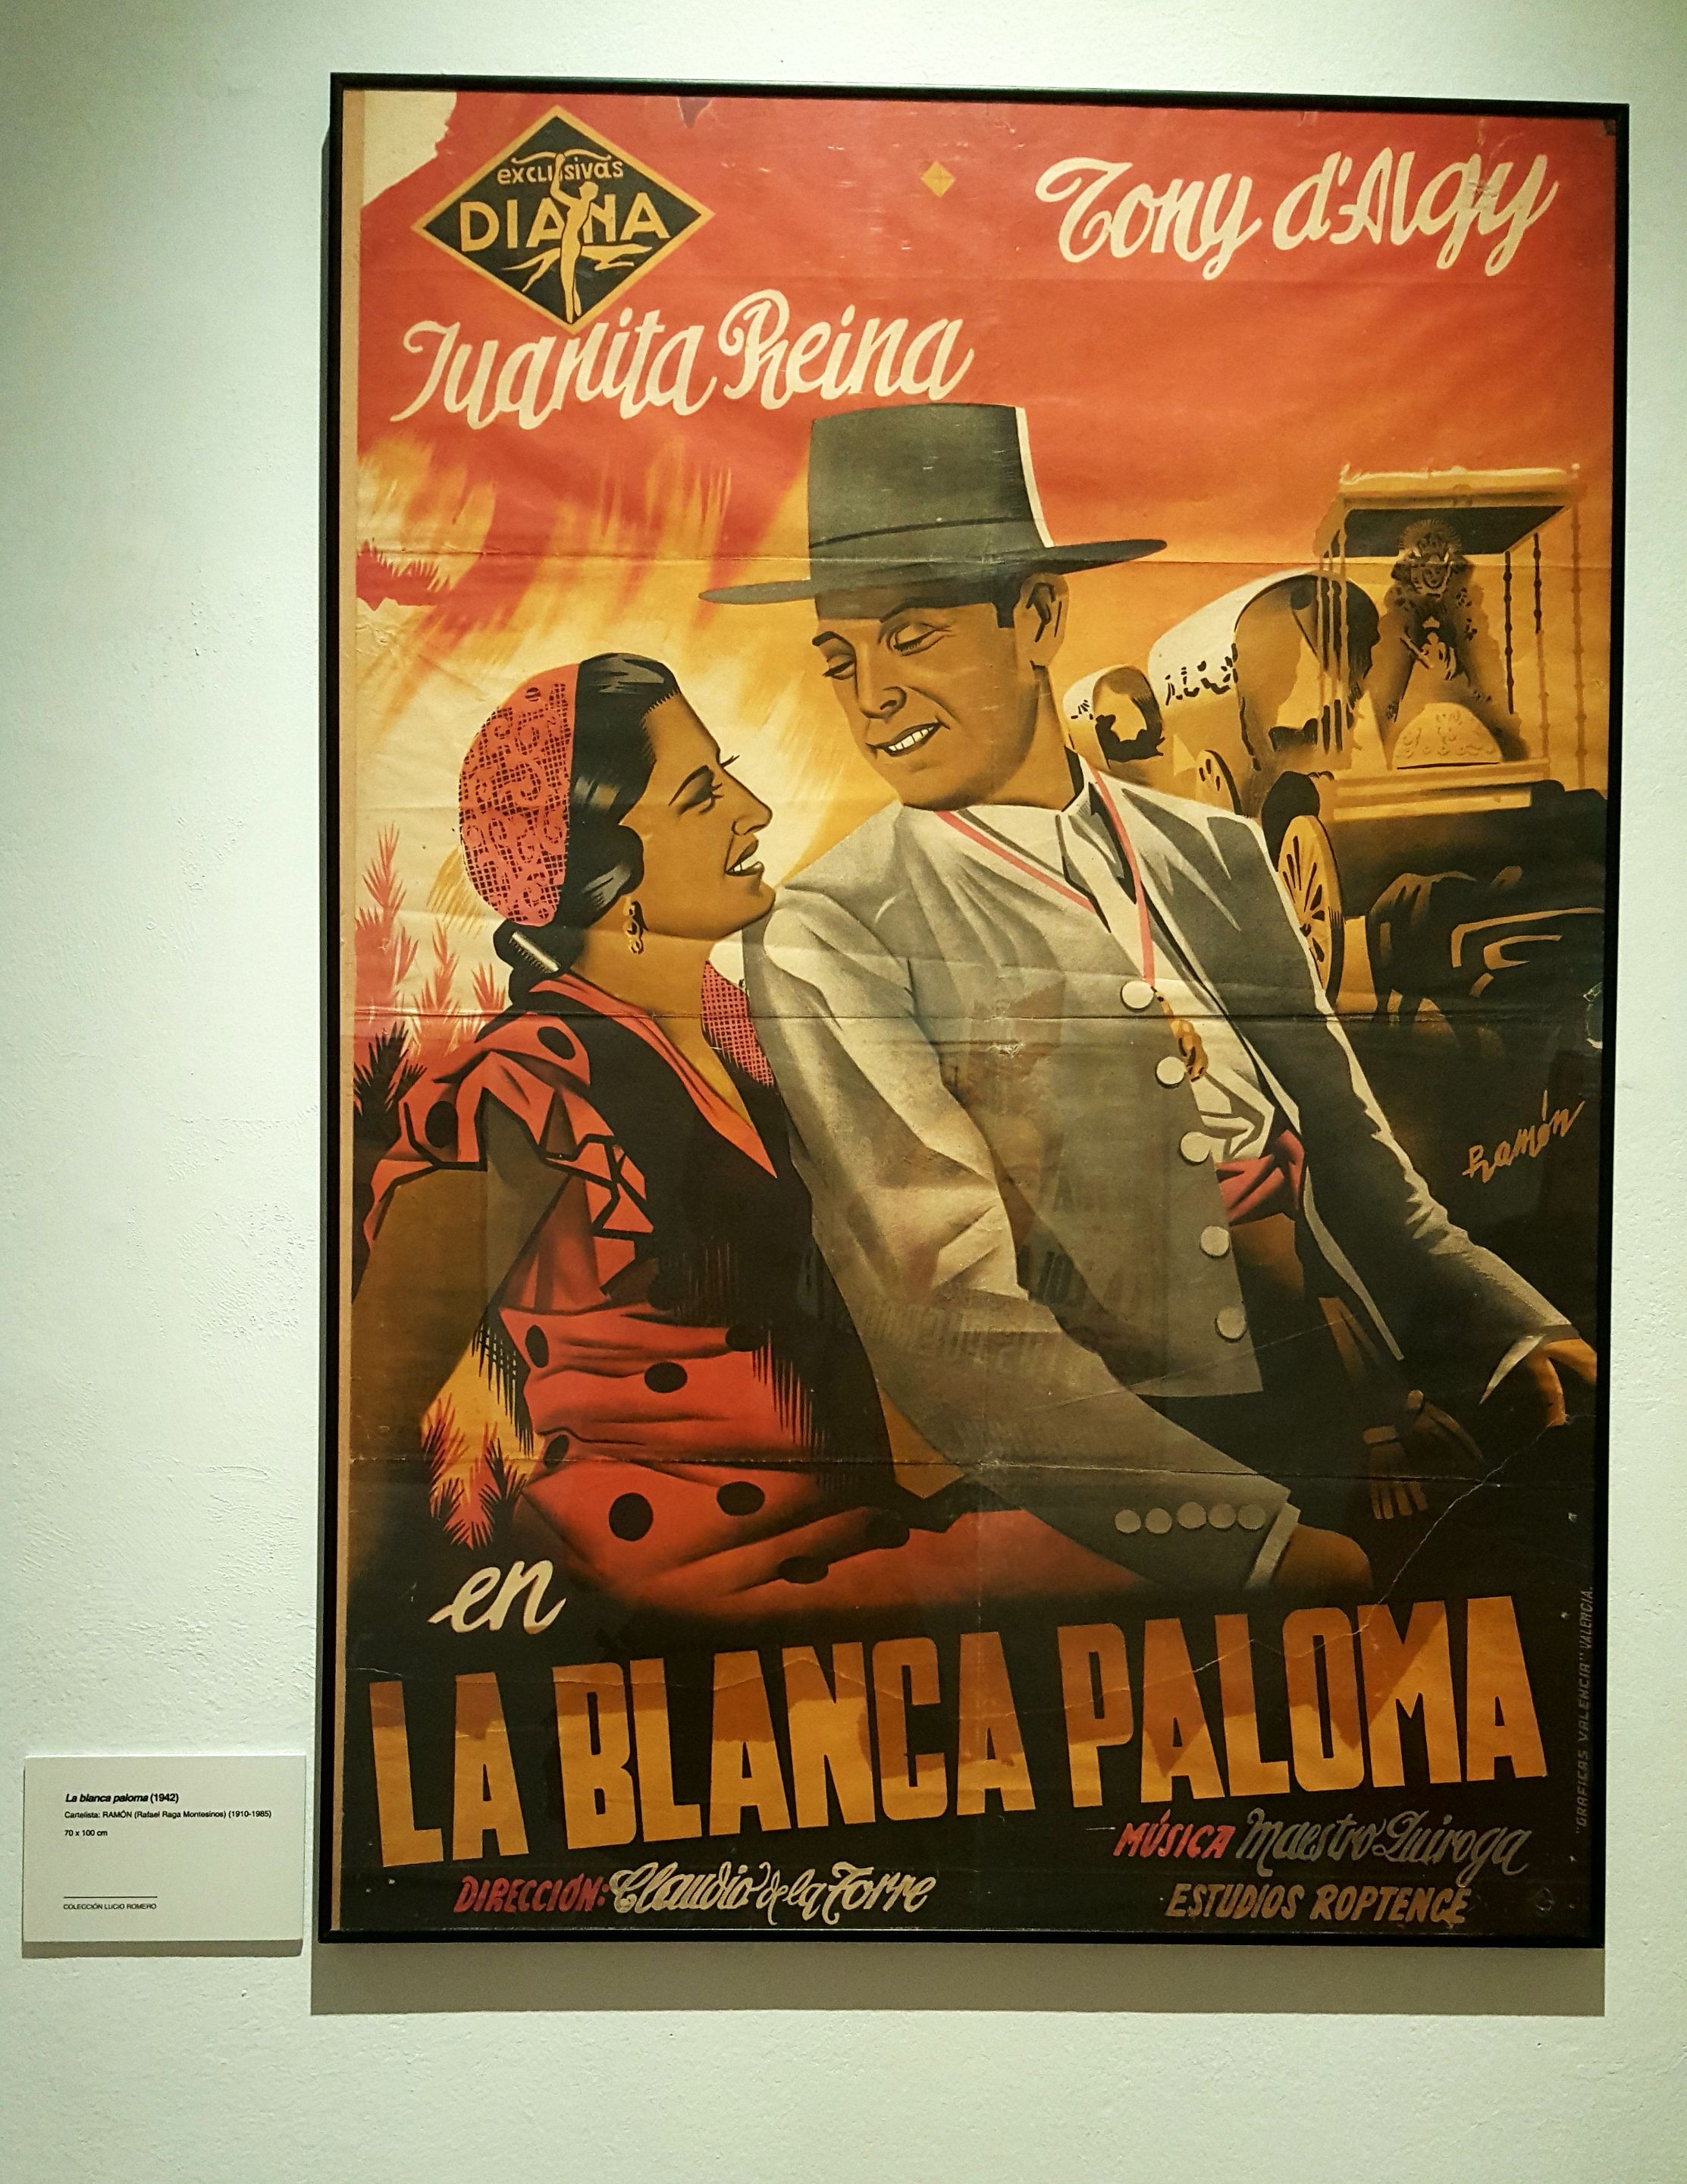 exclusivas
DIANA
Tony d'Algy
Juanita Reina
Ramón
en
LA BLANCA PALOMA
MÚSICA Maestro Quiroga
DIRECCIÓN: Claudio de la Torre
ESTUDIOS ROPTENCE
"GRAFICAS VALENCIA" VALENCIA.
La blanca paloma (1942)
Cartelista: RAMÓN (Rafael Raga Montesinos) (1910-1985)
70 x 100 cm
COLECCIÓN LUCIO ROMERO